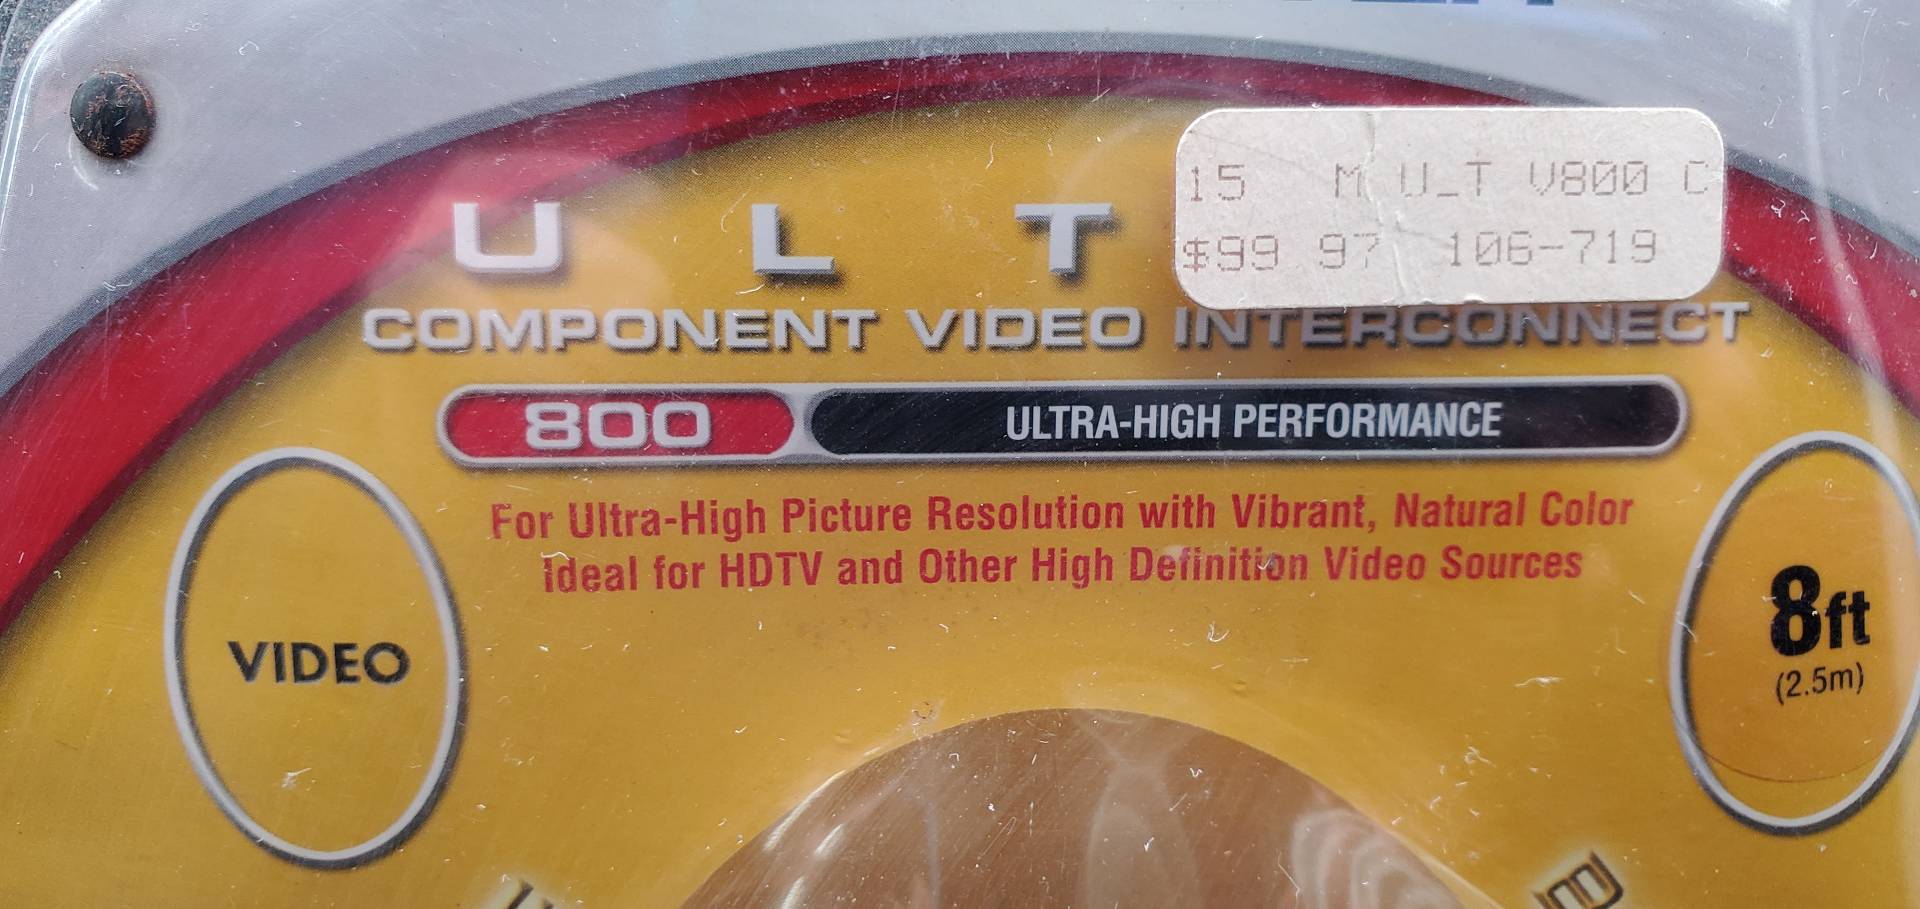 15 M U_T V800 C
$99 97 106-719
U L T
COMPONENT VIDEO INTERCONNECT
800 ULTRA-HIGH PERFORMANCE
For Ultra-High Picture Resolution with Vibrant, Natural Color
Ideal for HDTV and Other High Definition Video Sources
VIDEO
8ft
(2.5m)